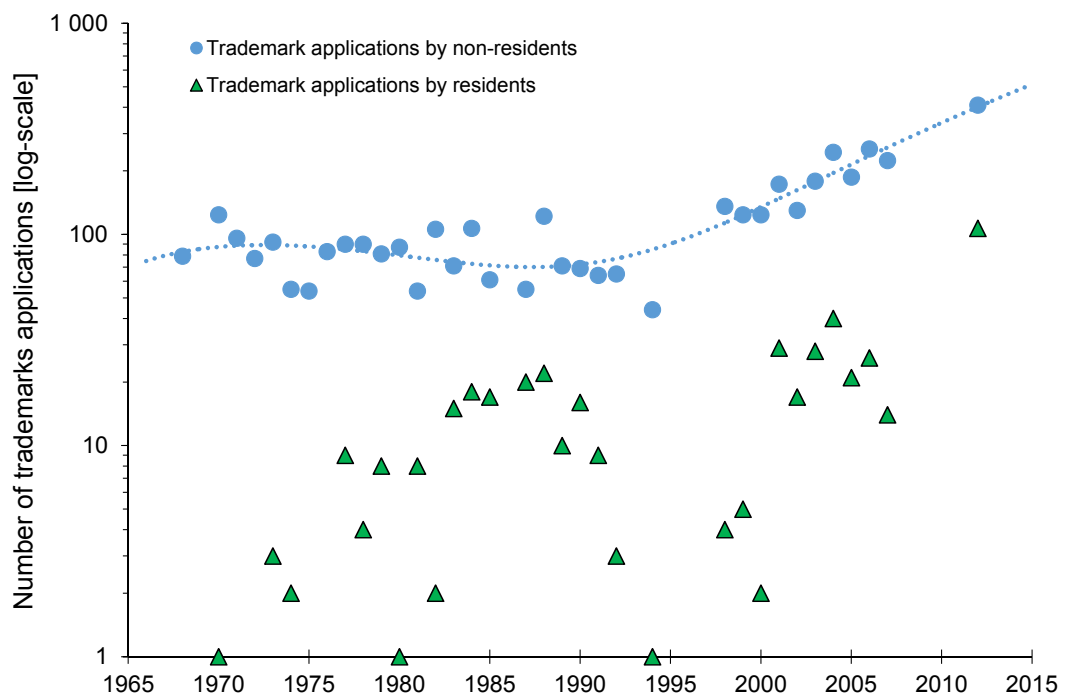 1 000
Trademark applications by non-residents
Trademark applications by residents
100
10
1
Number of trademarks applications [log-scale]
1965 1970 1975 1980 1985 1990 1995 2000 2005 2010 2015